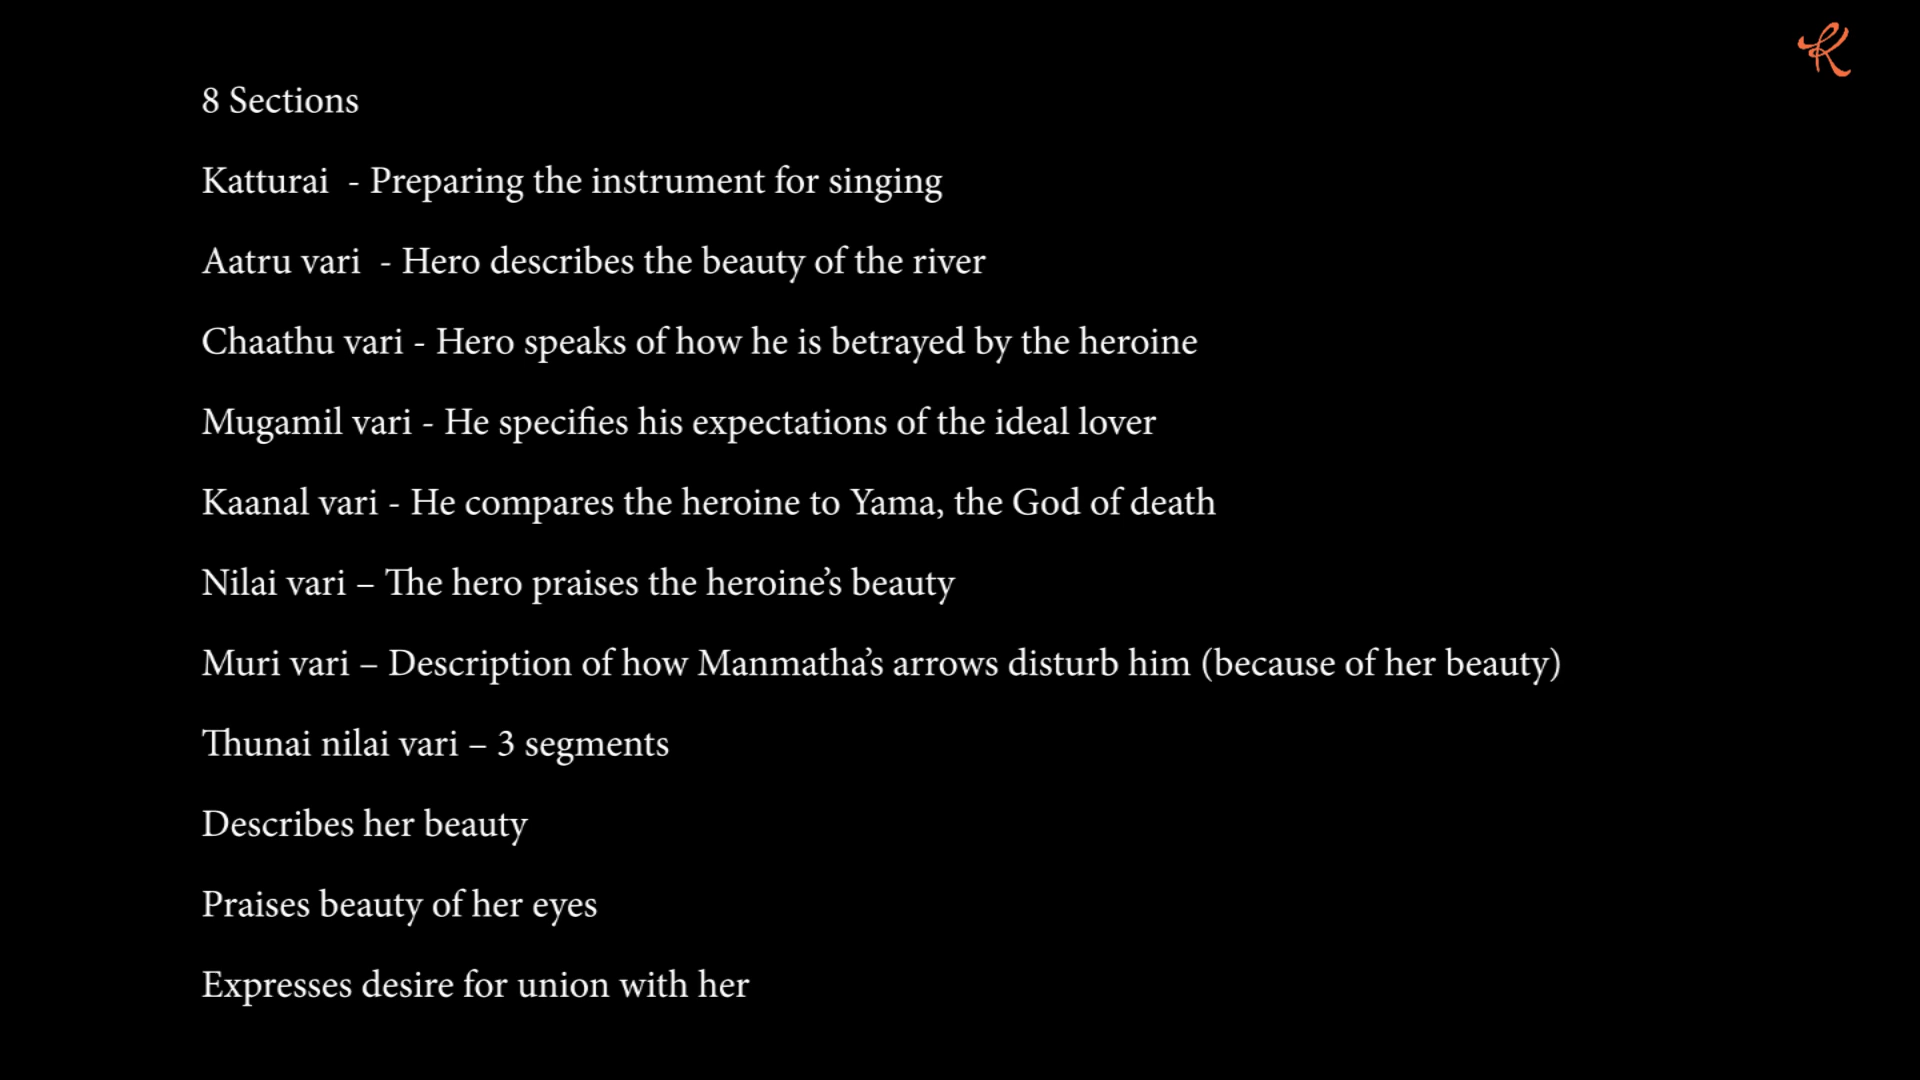 8 Sections
Katturai  - Preparing the instrument for singing
Aatru vari  - Hero describes the beauty of the river
Chaathu vari - Hero speaks of how he is betrayed by the heroine
Mugamil vari - He specifies his expectations of the ideal lover
Kaanal vari - He compares the heroine to Yama, the God of death
Nilai vari – The hero praises the heroine’s beauty
Muri vari – Description of how Manmatha’s arrows disturb him (because of her beauty)
Thunai nilai vari – 3 segments
Describes her beauty
Praises beauty of her eyes
Expresses desire for union with her